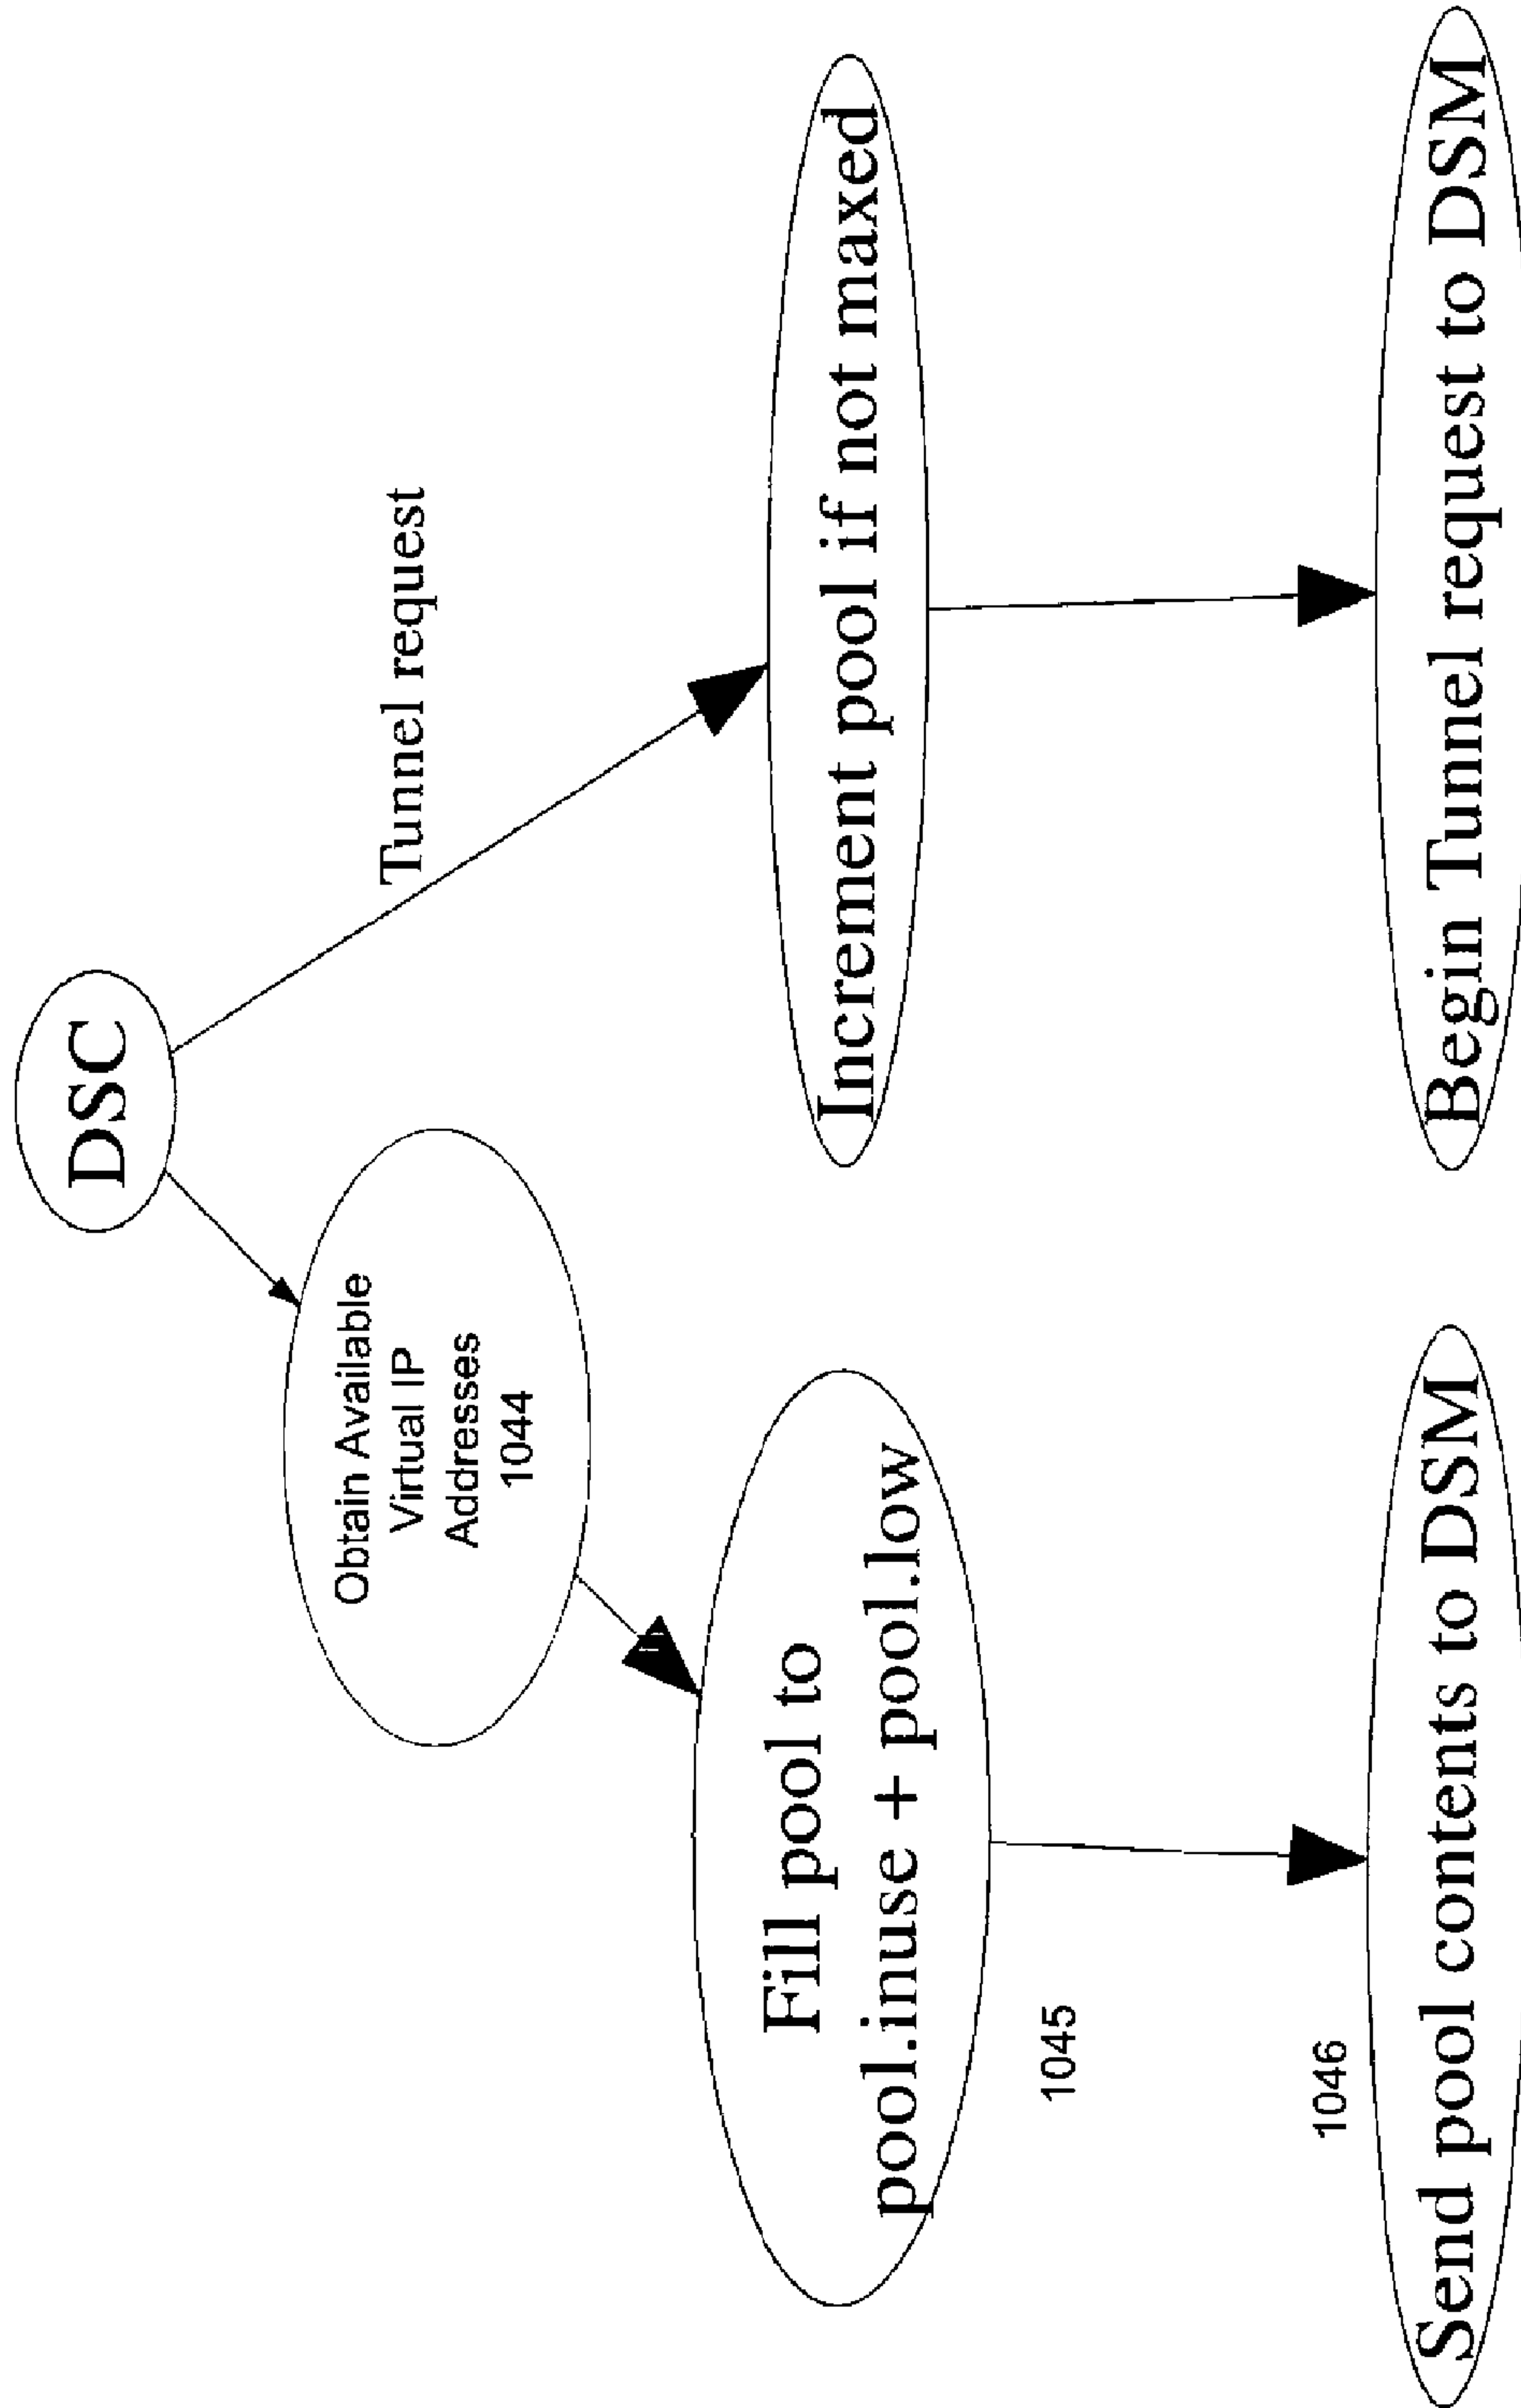 DSC
Tunnel request
Obtain Available
Virtual IP
Addresses
1044
Fill pool to
pool.inuse + pool.low
Increment pool if not maxed
1045
1046
Send pool contents to DSM
Begin Tunnel request to DSM